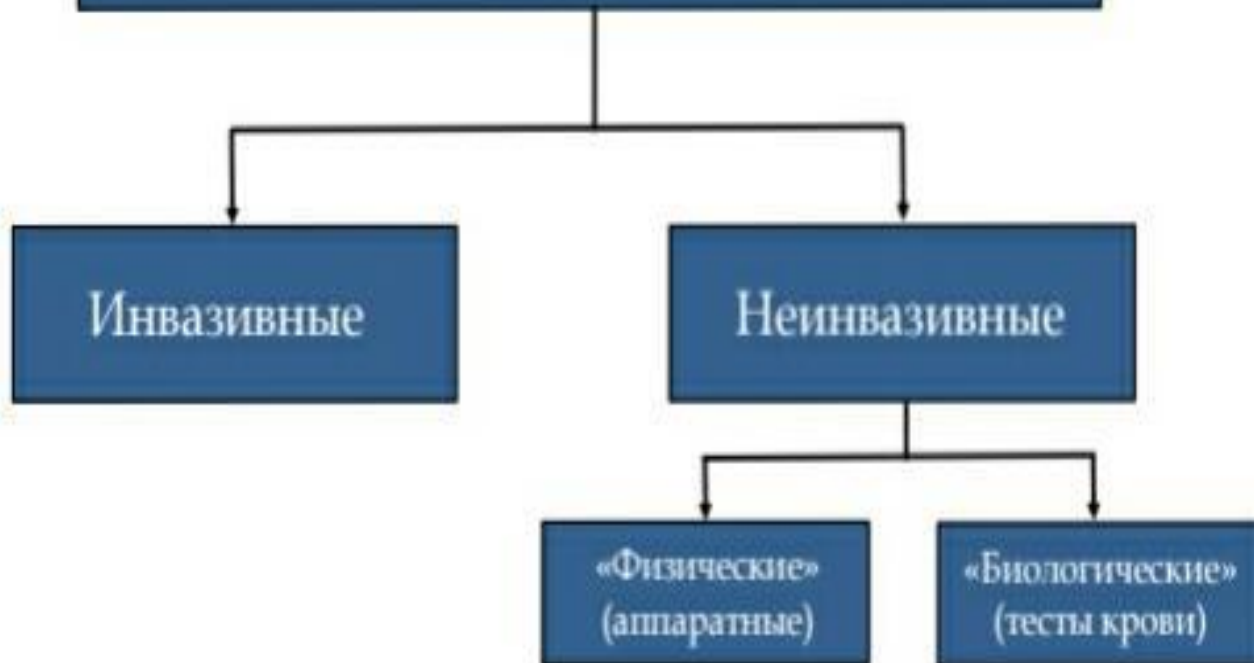 Инвазивные
Неинвазивные
«Физические»
(аппаратные)
«Биологические»
(тесты крови)